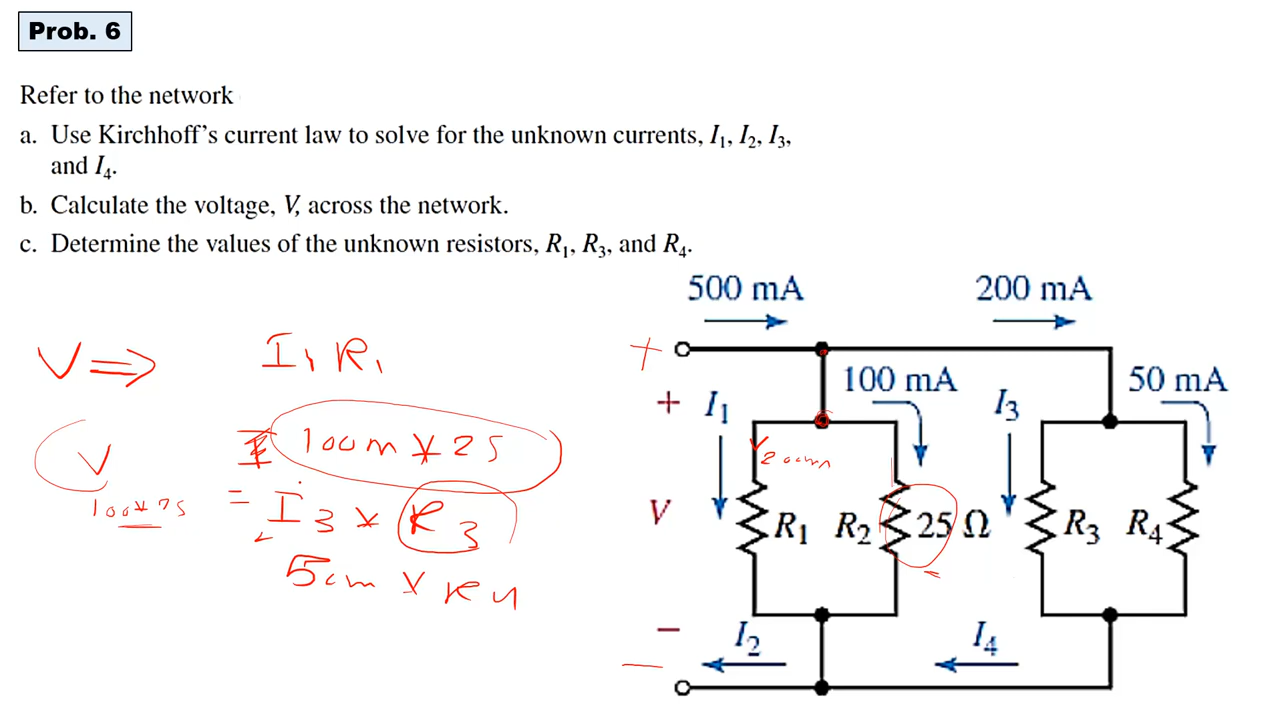 Prob. 6
Refer to the network
a. Use Kirchhoff's current law to solve for the unknown currents, I₁, I₂, I₃,
and I₄.
b. Calculate the voltage, V, across the network.
c. Determine the values of the unknown resistors, R₁, R₃, and R₄.
500 mA
200 mA
V ⇒ I₁ R₁
+
100 mA
50 mA
+ I₁
I₃
V
100m * 25
200m
100*25
= I₃ * R₃
V
R₁
R₂
25 Ω
R₃
R₄
50m * R4
− I₂
I₄
−